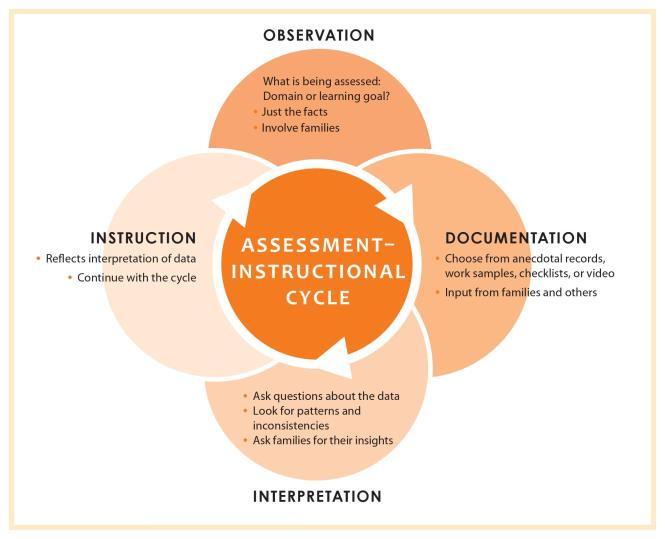 OBSERVATION
What is being assessed:
Domain or learning goal?
• Just the facts
• Involve families
DOCUMENTATION
• Choose from anecdotal records,
work samples, checklists, or video
• Input from families and others
ASSESSMENT–
INSTRUCTIONAL
CYCLE
INSTRUCTION
• Reflects interpretation of data
• Continue with the cycle
• Ask questions about the data
• Look for patterns and
inconsistencies
• Ask families for their insights
INTERPRETATION